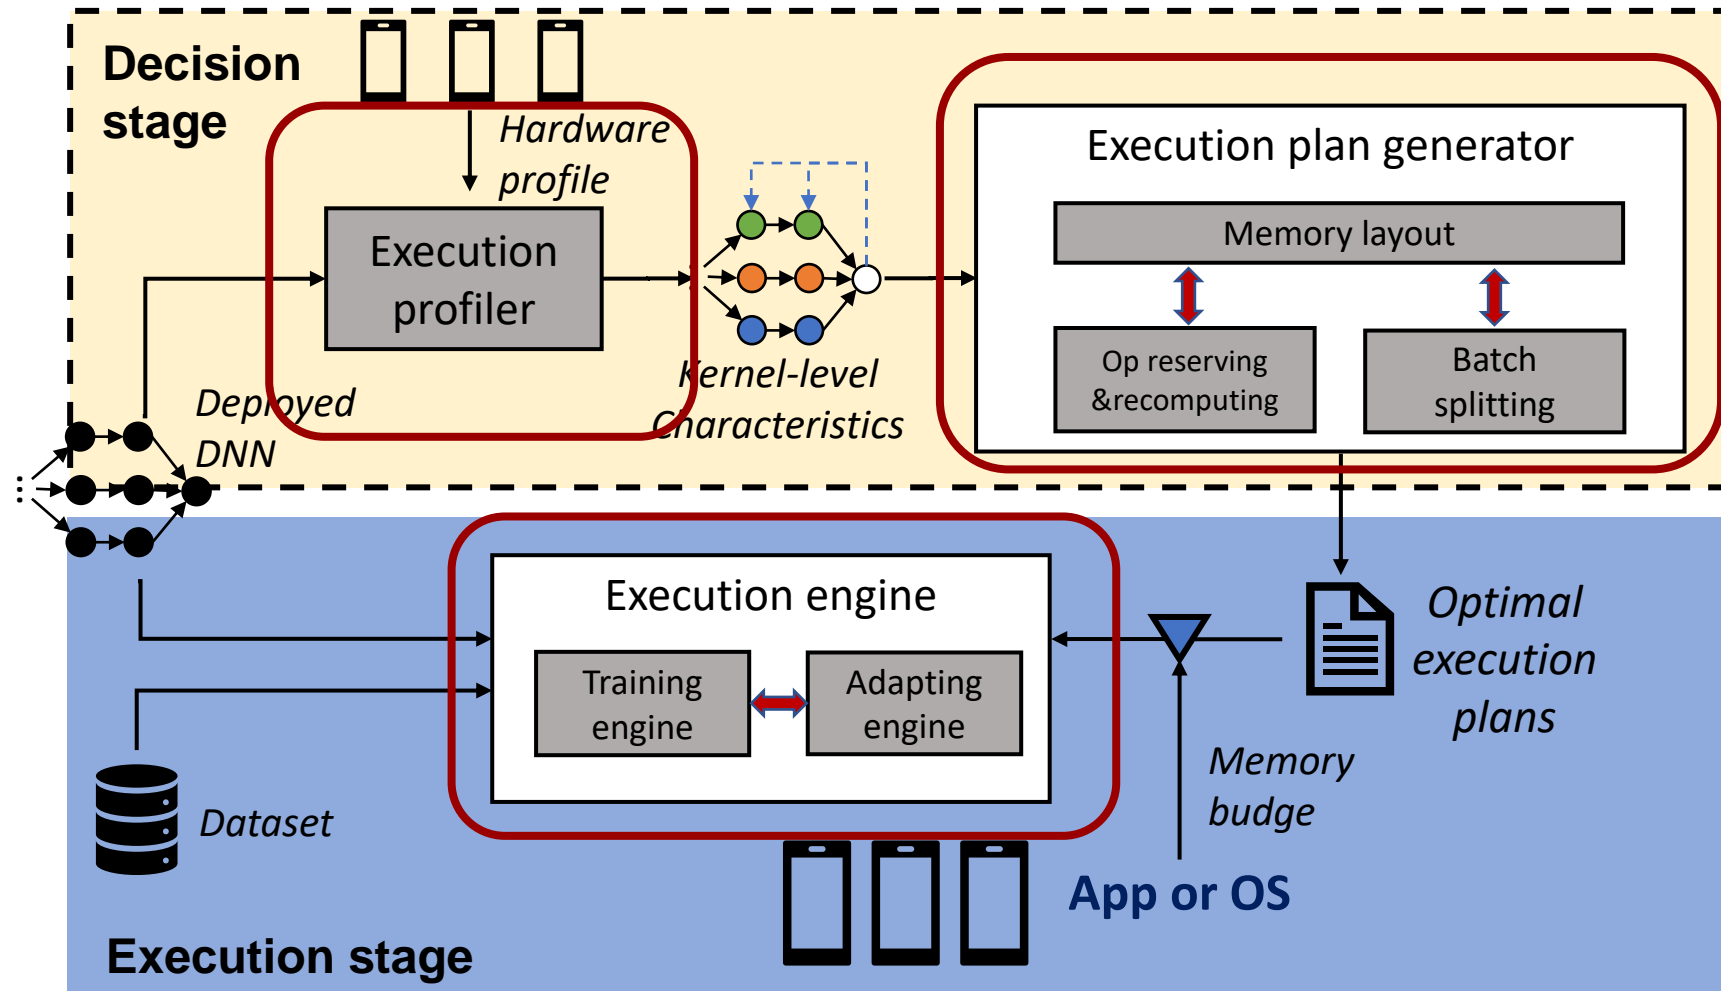 Decision
stage
Hardware
profile
Execution
profiler
Kernel-level
Characteristics
Execution plan generator
Memory layout
Op reserving
&recomputing
Batch
splitting
Deployed
DNN
Execution engine
Training
engine
Adapting
engine
Optimal
execution
plans
Memory
budge
Dataset
App or OS
Execution stage